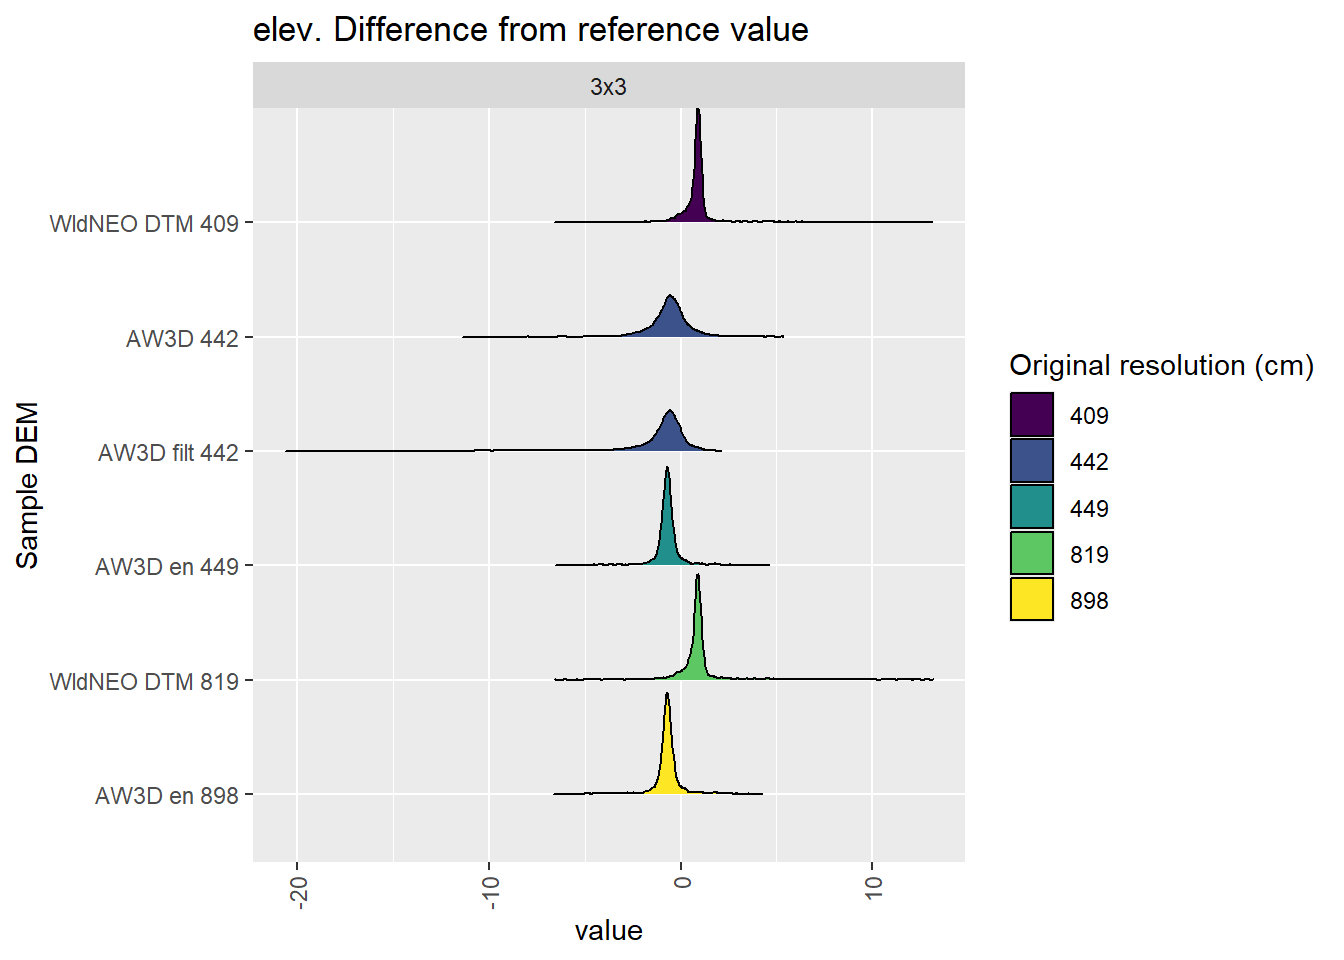 elev. Difference from reference value
3x3
WldNEO DTM 409
AW3D 442
AW3D filt 442
AW3D en 449
WldNEO DTM 819
AW3D en 898
Sample DEM
-20
-10
0
10
value
Original resolution (cm)
409
442
449
819
898